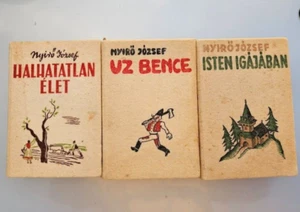 Nyirő József
HALHATATLAN
ÉLET
NYIRŐ JÓZSEF
UZ BENCE
NYIRŐ JÓZSEF
ISTEN IGÁJÁBAN